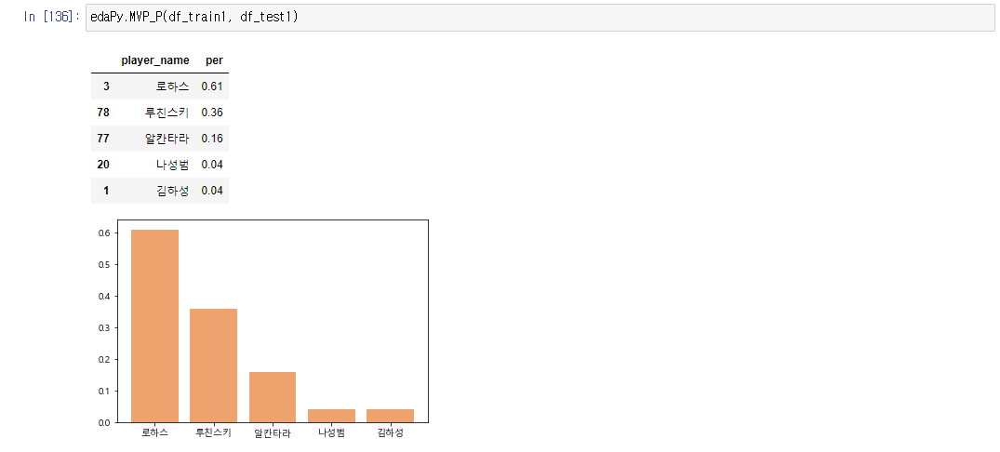 In [136]: edaPy.MVP_P(df_train1, df_test1)
player_name per
3 로하스 0.61
78 루친스키 0.36
77 알칸타라 0.16
20 나성범 0.04
1 김하성 0.04
0.6
0.5
0.4
0.3
0.2
0.1
0.0
로하스 루친스키 알칸타라 나성범 김하성